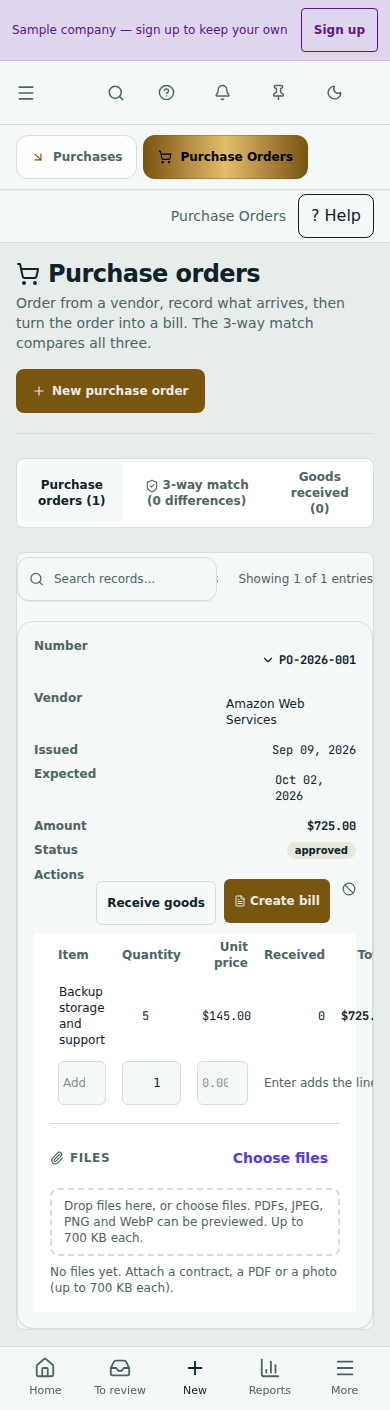 Sample company — sign up to keep your own
Sign up
Purchases
Purchase Orders
Purchase Orders
? Help
Purchase orders
Order from a vendor, record what arrives, then
turn the order into a bill. The 3-way match
compares all three.
New purchase order
Purchase
orders (1)
3-way match
(0 differences)
Goods
received
(0)
Search records...
Showing 1 of 1 entries
Number
PO-2026-001
Vendor
Amazon Web
Services
Issued
Sep 09, 2026
Expected
Oct 02,
2026
Amount
$725.00
Status
approved
Actions
Receive goods
Create bill
Item
Quantity
Unit
price
Received
Backup
storage
and
support
5
$145.00
0
$725.
Add
1
0.00
Enter adds the line
FILES
Choose files
Drop files here, or choose files. PDFs, JPEG,
PNG and WebP can be previewed. Up to
700 KB each.
No files yet. Attach a contract, a PDF or a photo
(up to 700 KB each).
Home
To review
New
Reports
More